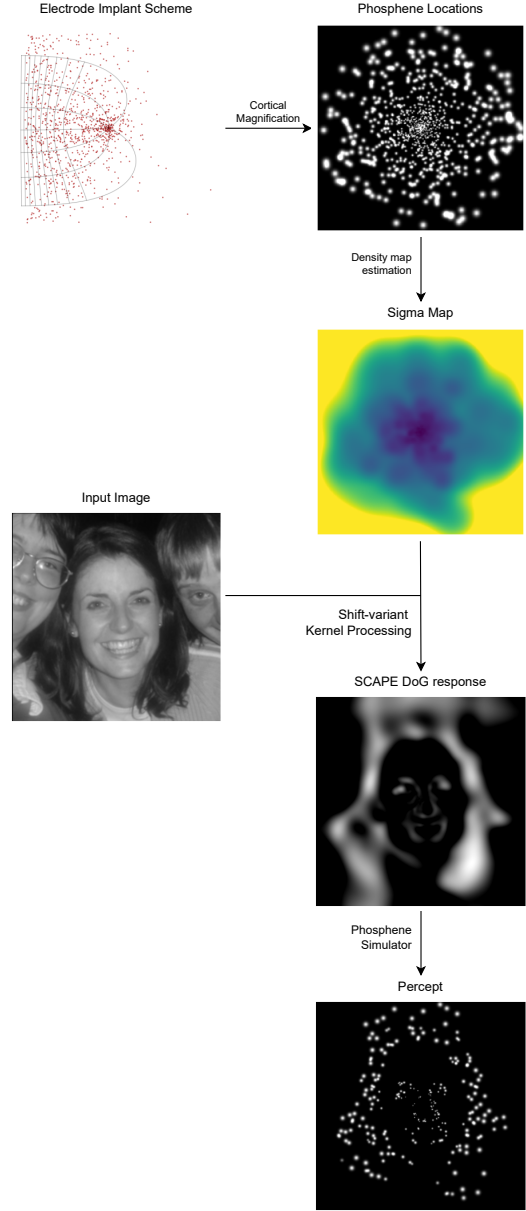 Electrode Implant Scheme
Phosphene Locations
Cortical
Magnification
Density map
estimation
Sigma Map
Input Image
Shift-variant
Kernel Processing
SCAPE DoG response
Phosphene
Simulator
Percept